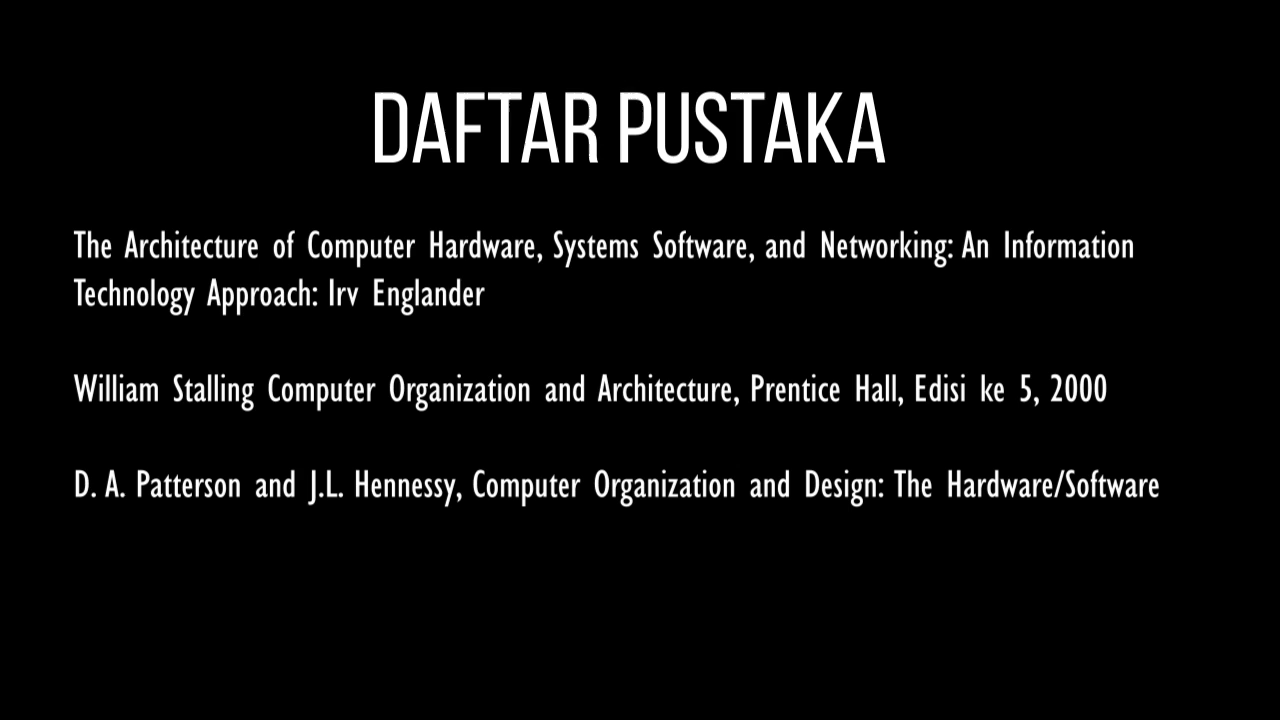 DAFTAR PUSTAKA
The Architecture of Computer Hardware, Systems Software, and Networking: An Information
Technology Approach: Irv Englander
William Stalling Computer Organization and Architecture, Prentice Hall, Edisi ke 5, 2000
D. A. Patterson and J.L. Hennessy, Computer Organization and Design: The Hardware/Software